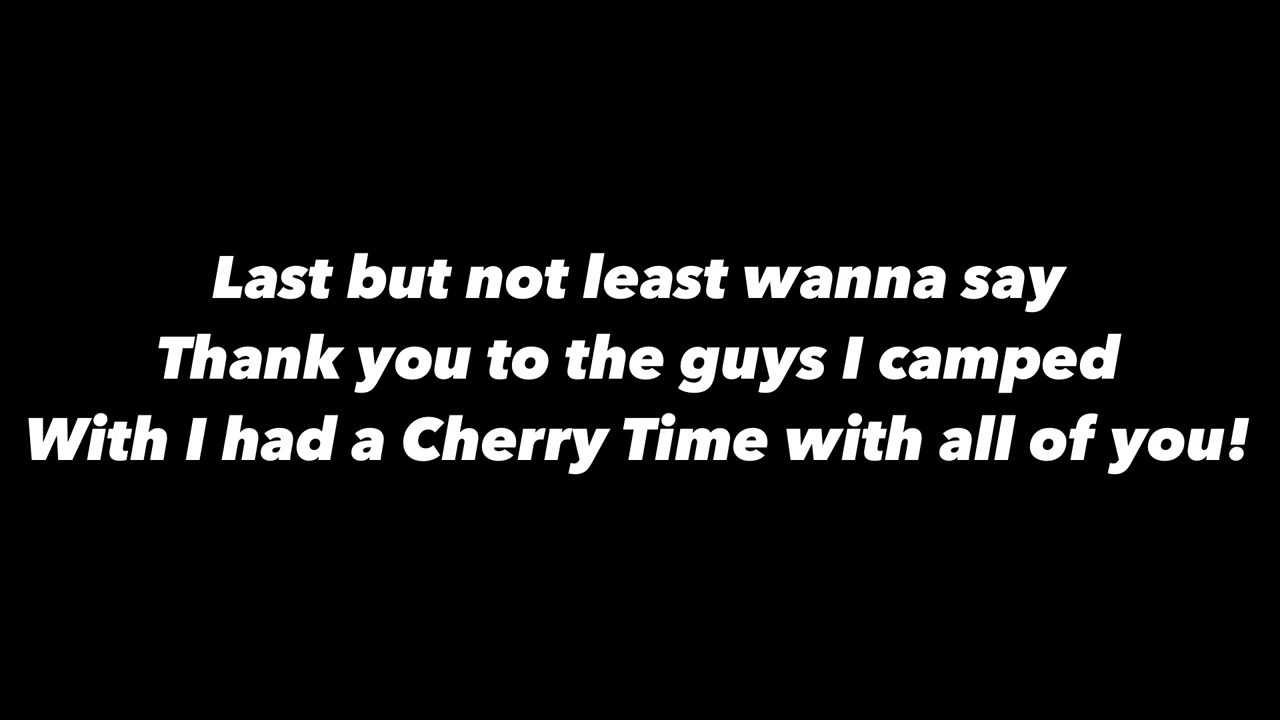 Last but not least wanna say
Thank you to the guys I camped
With I had a Cherry Time with all of you!